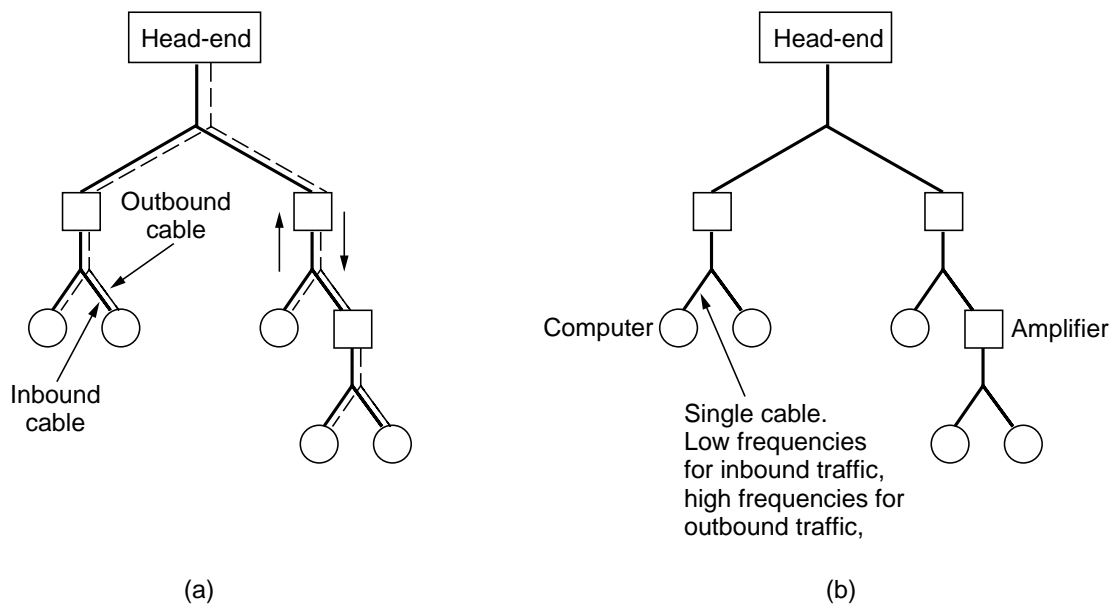 Head-end
Outbound
cable
Inbound
cable
(a)
Head-end
Computer
Amplifier
Single cable.
Low frequencies
for inbound traffic,
high frequencies for
outbound traffic,
(b)